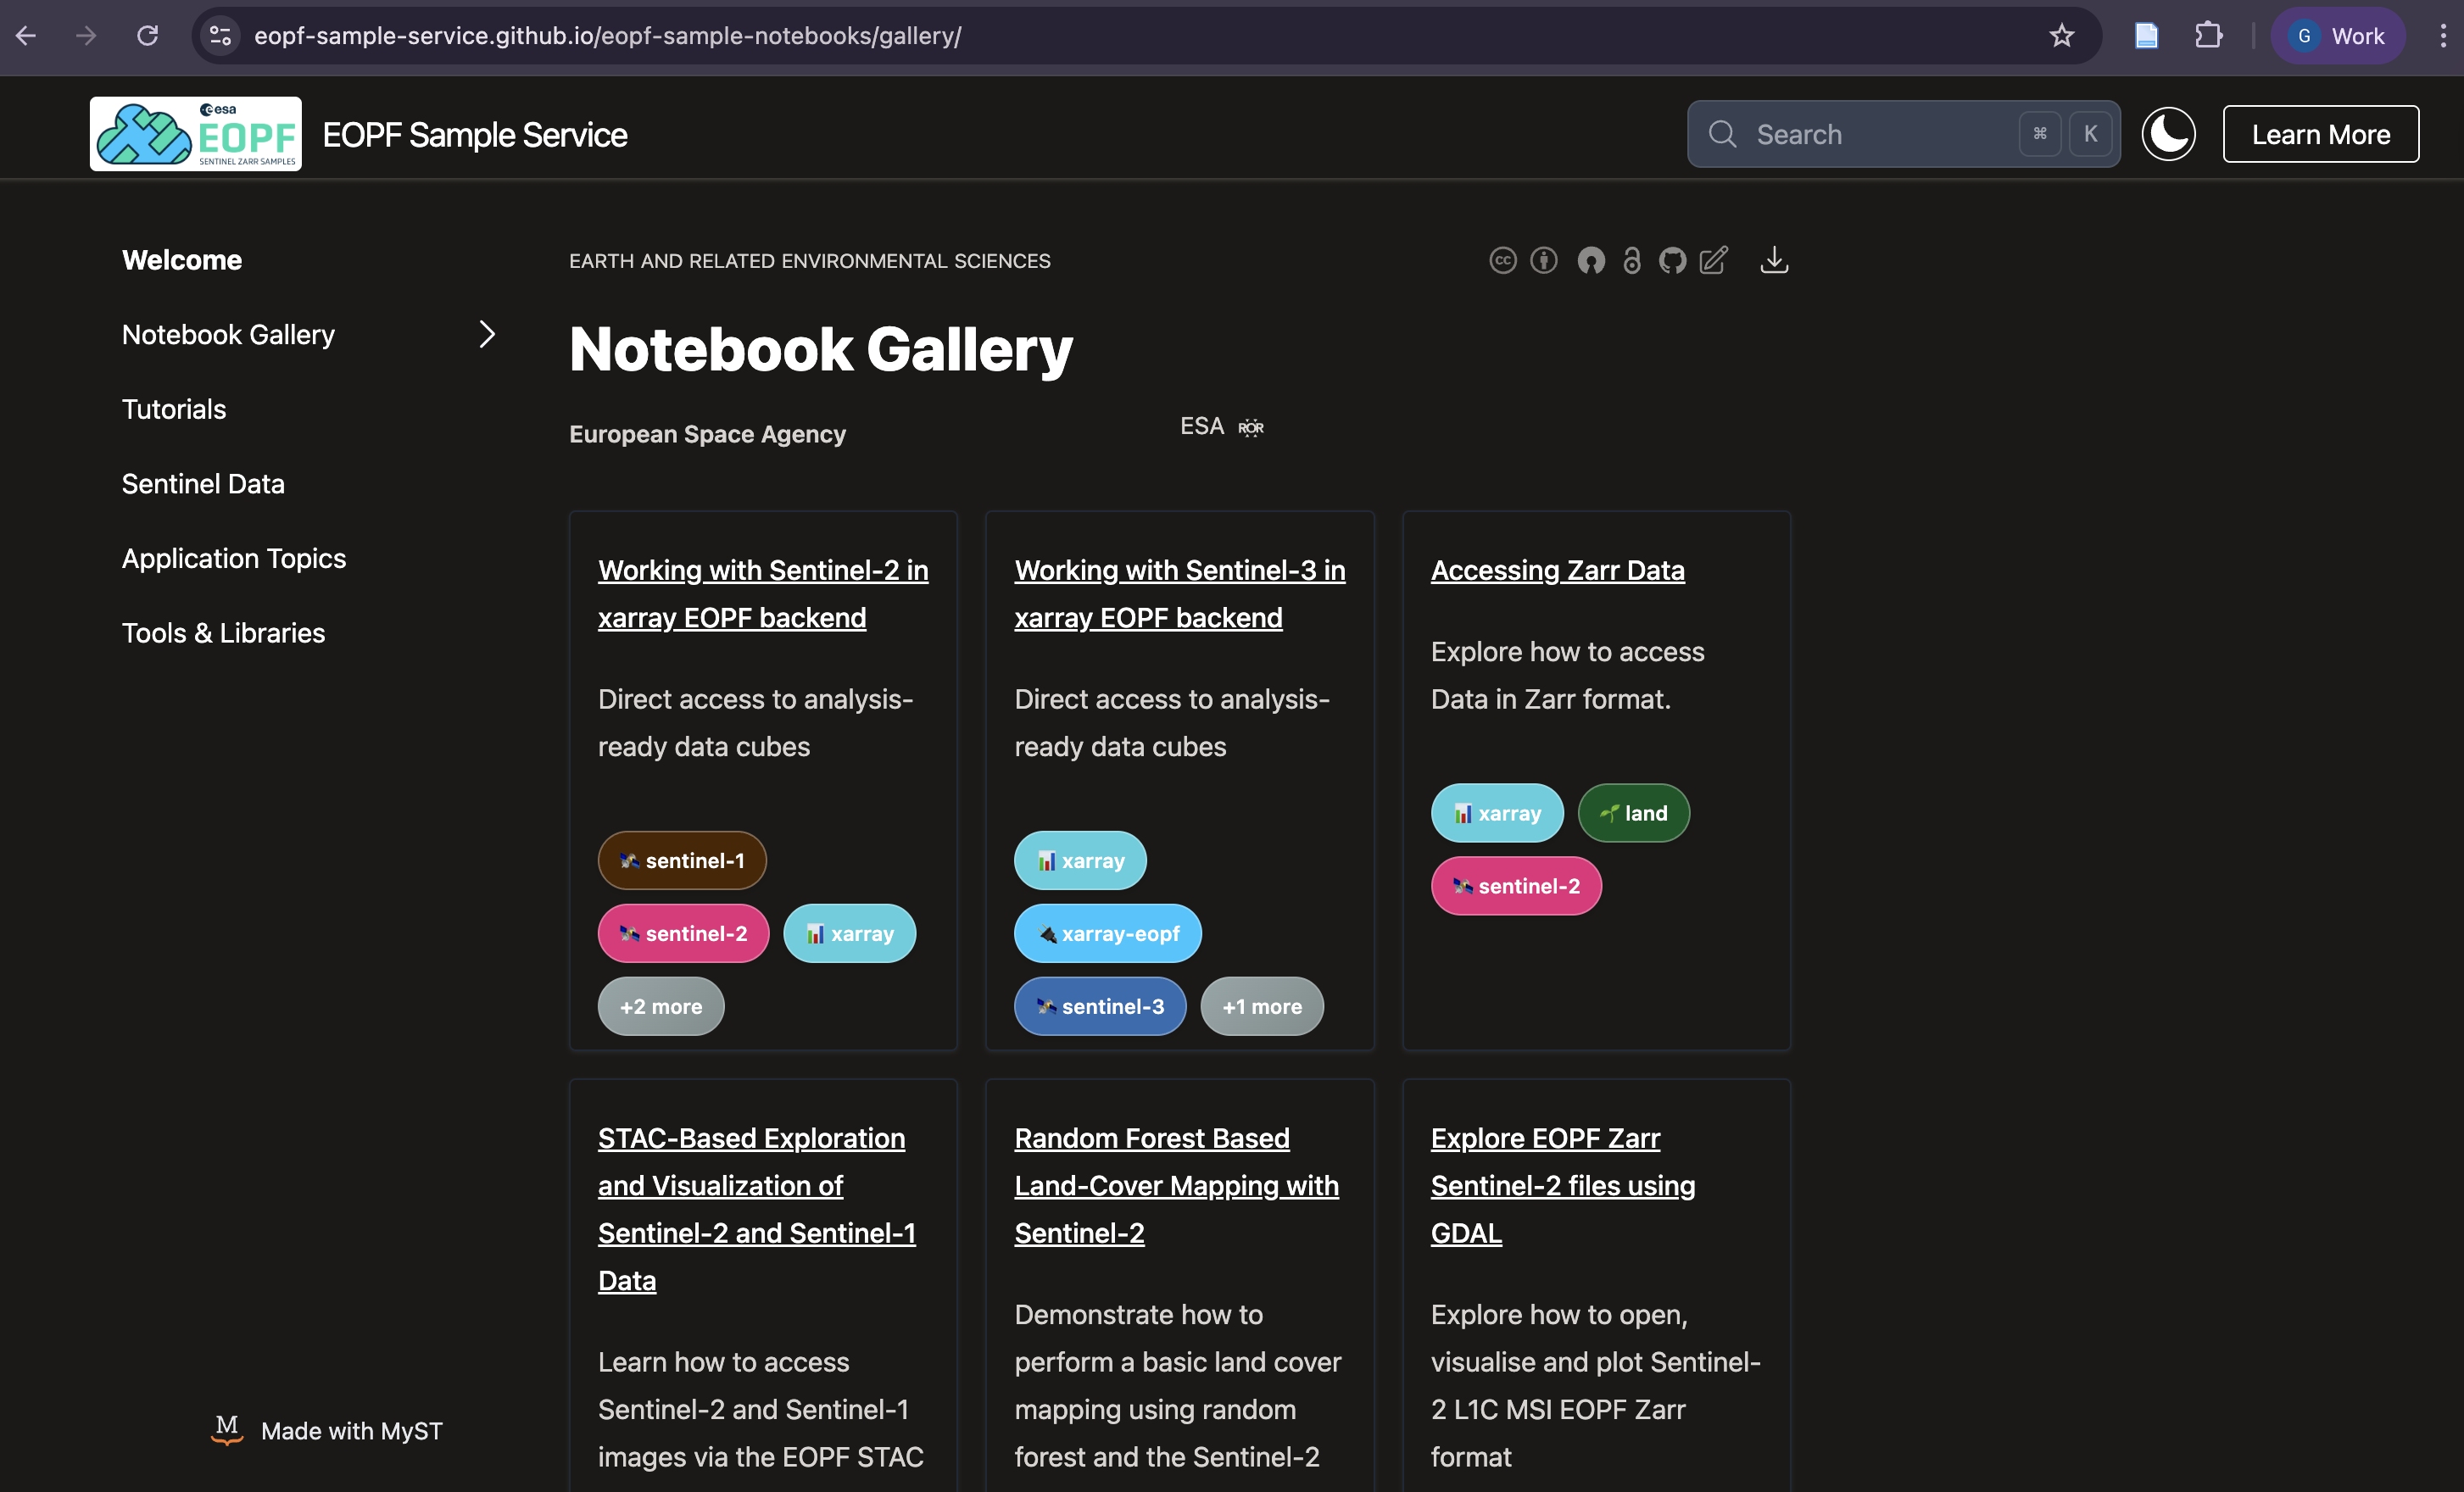 eopf-sample-service.github.io/eopf-sample-notebooks/gallery/
G Work
esa
EOPF
SENTINEL ZARR SAMPLES
EOPF Sample Service
Search
⌘ K
Learn More
Welcome
Notebook Gallery
Tutorials
Sentinel Data
Application Topics
Tools & Libraries
Made with MyST
EARTH AND RELATED ENVIRONMENTAL SCIENCES
cc
Notebook Gallery
European Space Agency
ESA ROR
Working with Sentinel-2 in
xarray EOPF backend
Direct access to analysis-
ready data cubes
sentinel-1
sentinel-2 xarray
+2 more
Working with Sentinel-3 in
xarray EOPF backend
Direct access to analysis-
ready data cubes
xarray
xarray-eopf
sentinel-3 +1 more
Accessing Zarr Data
Explore how to access
Data in Zarr format.
xarray land
sentinel-2
STAC-Based Exploration
and Visualization of
Sentinel-2 and Sentinel-1
Data
Learn how to access
Sentinel-2 and Sentinel-1
images via the EOPF STAC
Random Forest Based
Land-Cover Mapping with
Sentinel-2
Demonstrate how to
perform a basic land cover
mapping using random
forest and the Sentinel-2
Explore EOPF Zarr
Sentinel-2 files using
GDAL
Explore how to open,
visualise and plot Sentinel-
2 L1C MSI EOPF Zarr
format